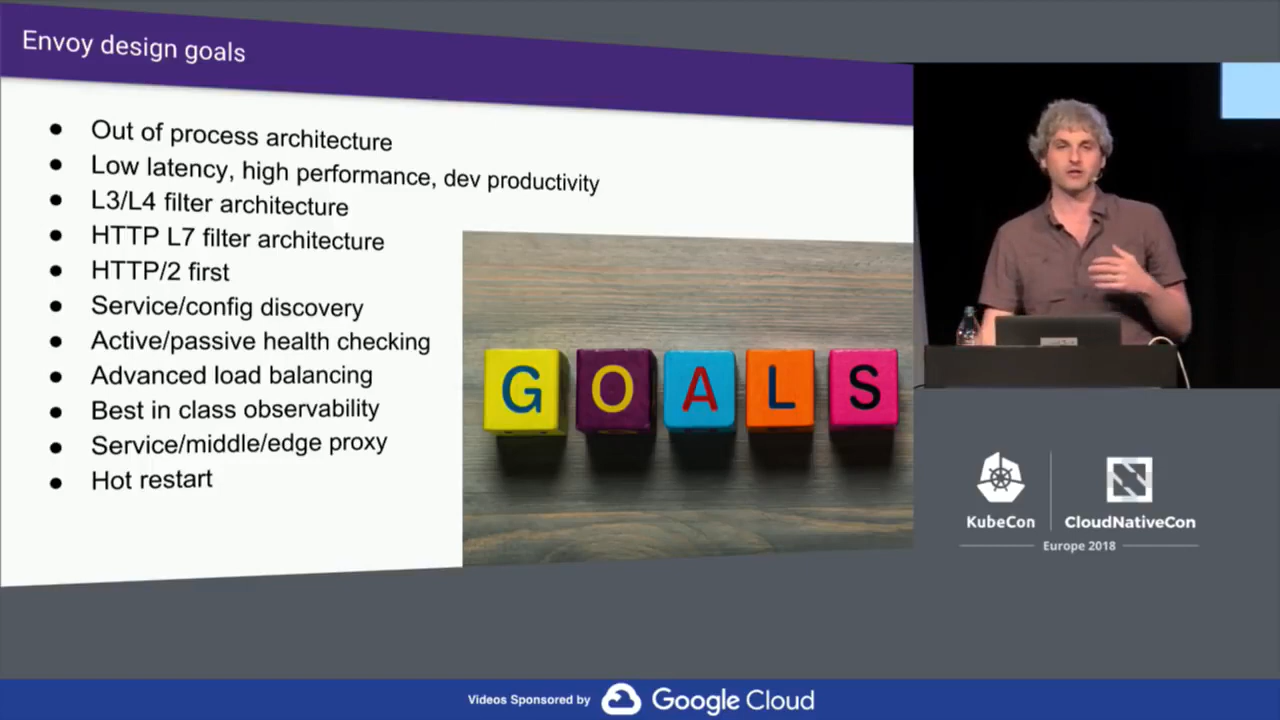 Envoy design goals
● Out of process architecture
● Low latency, high performance, dev productivity
● L3/L4 filter architecture
● HTTP L7 filter architecture
● HTTP/2 first
● Service/config discovery
● Active/passive health checking
● Advanced load balancing
● Best in class observability
● Service/middle/edge proxy
● Hot restart
GOALS
KubeCon
CloudNativeCon
Europe 2018
Videos Sponsored by Google Cloud